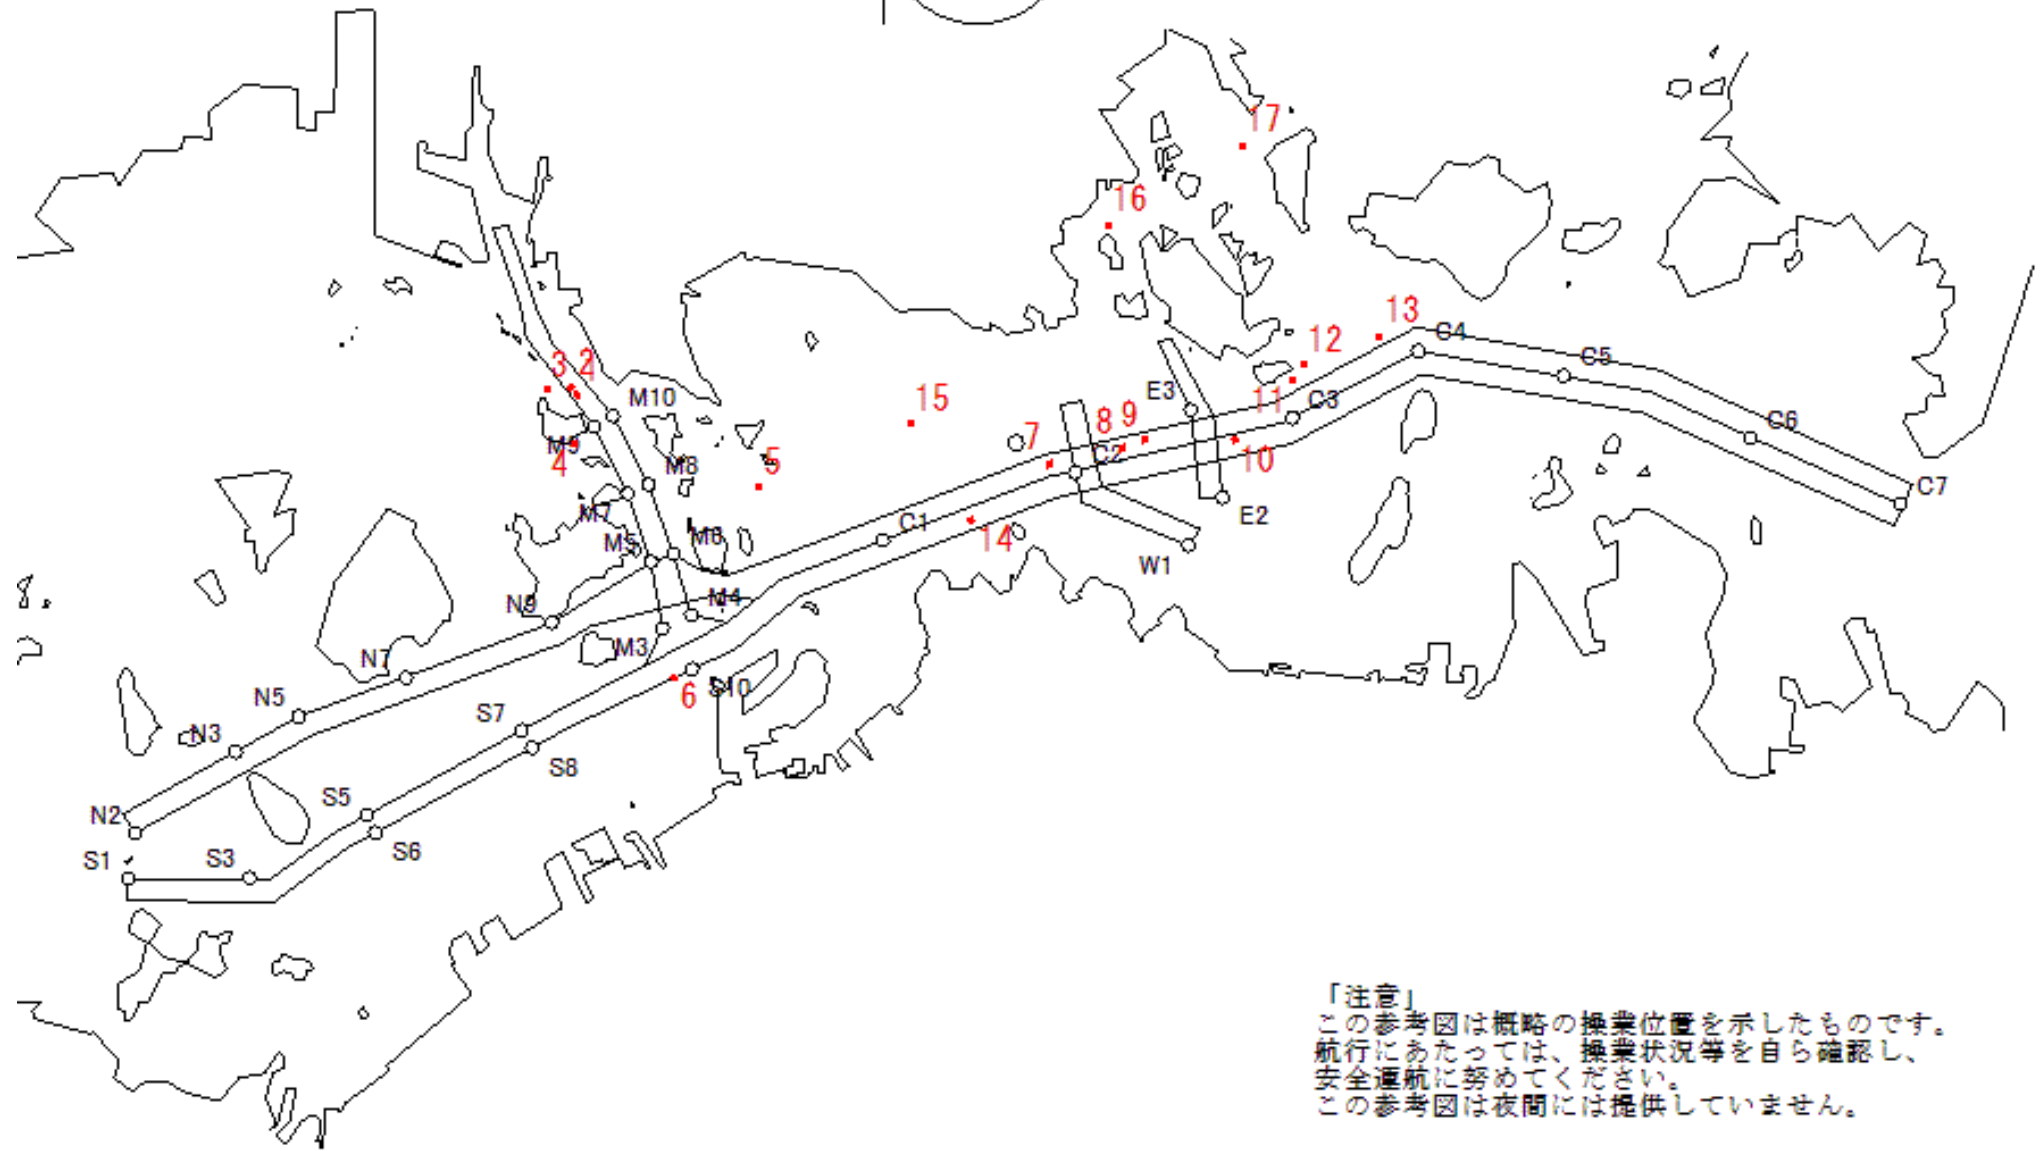 17
16
13
C4
12
C5
3
2
1
M10
E3
11
C3
15
8
9
7
C2
10
C6
M9
4
M8
5
C7
M7
E2
C1
14
M5
M6
W1
N9
M4
M3
N7
6
S10
N5
N3
S7
S8
S5
N2
S6
S1
S3
「注意」
この参考図は概略の操業位置を示したものです。
航行にあたっては、操業状況等を自ら確認し、
安全運航に努めてください。
この参考図は夜間には提供していません。